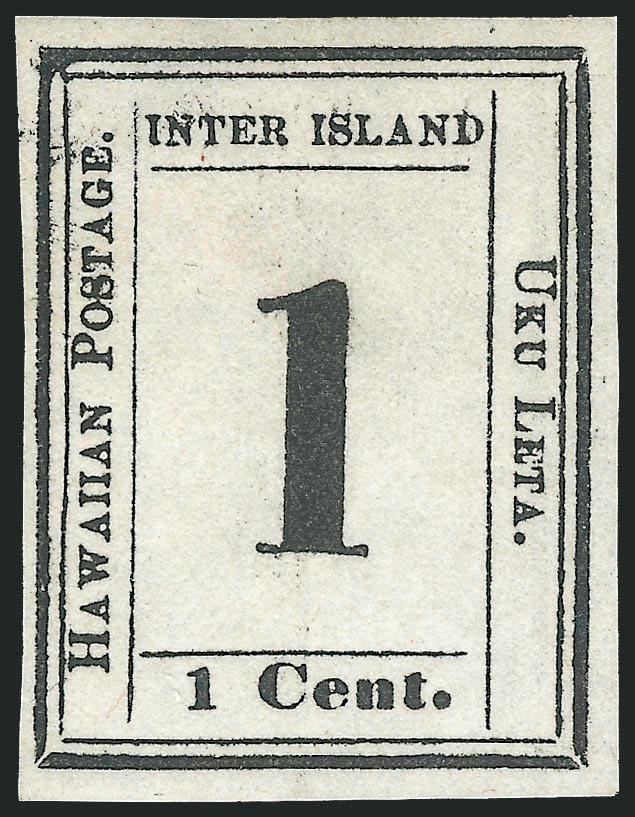 INTER ISLAND
HAWAIIAN POSTAGE.
1
UKU LETA.
1 Cent.